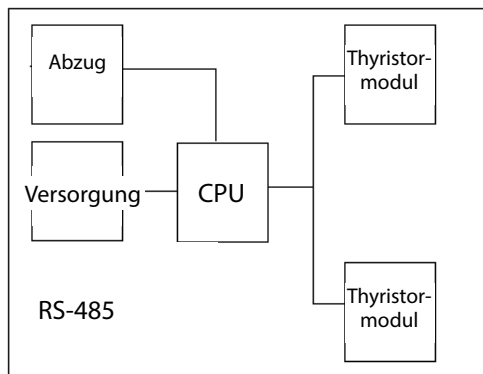 Abzug
Thyristor-
modul
Versorgung
CPU
RS-485
Thyristor-
modul